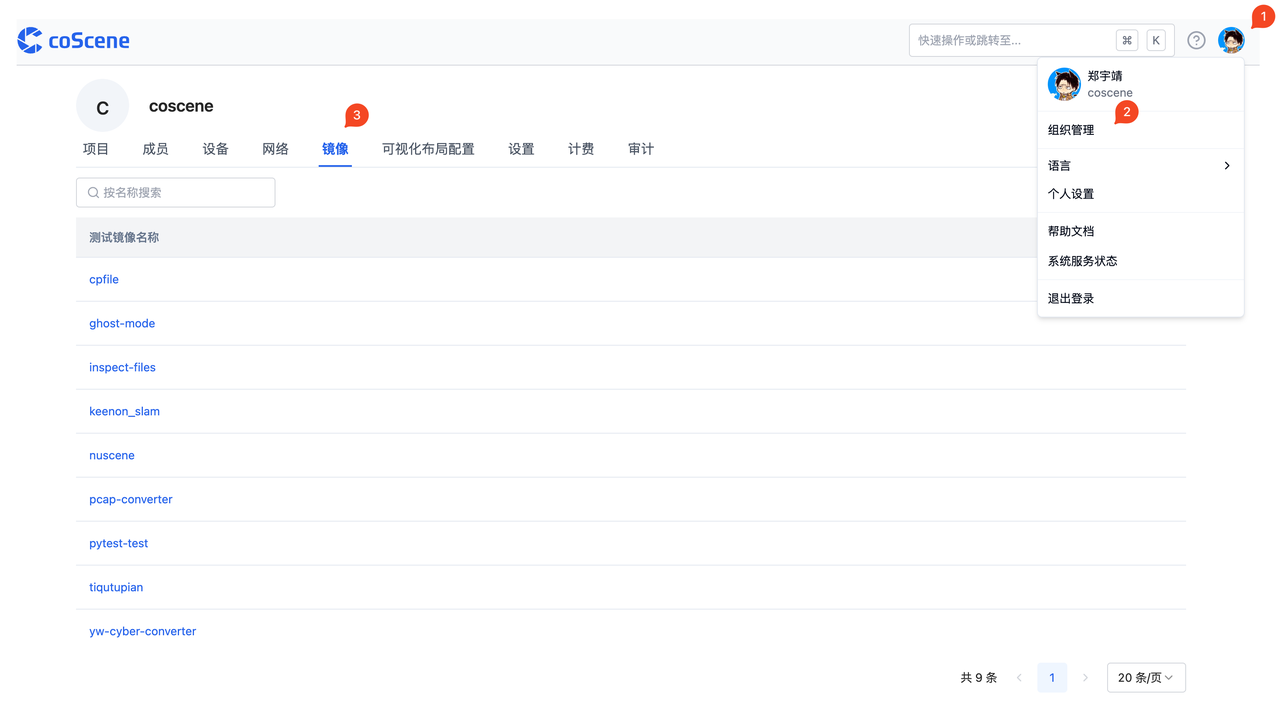 coScene
快速操作或跳转至...
⌘
K
1
郑宇靖
coscene
2
组织管理
语言
个人设置
帮助文档
系统服务状态
退出登录
C
coscene
3
项目
成员
设备
网络
镜像
可视化布局配置
设置
计费
审计
按名称搜索
测试镜像名称
cpfile
ghost-mode
inspect-files
keenon_slam
nuscene
pcap-converter
pytest-test
tiqutupian
yw-cyber-converter
共 9 条
1
20 条/页